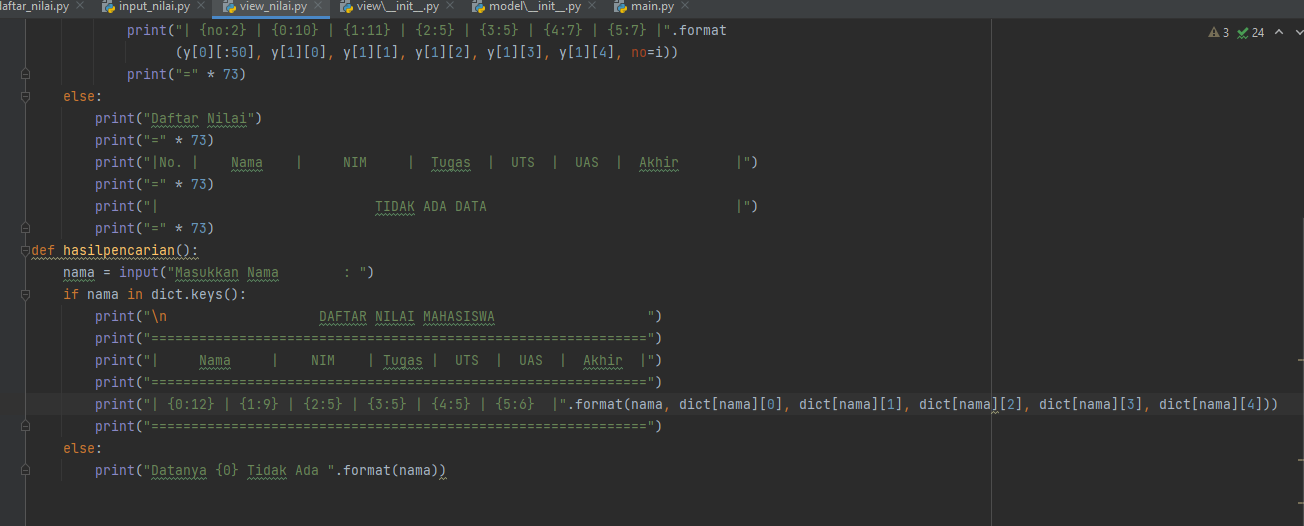 daftar_nilai.py × input_nilai.py × view_nilai.py × view\__init__.py × model\__init__.py × main.py ×
print("| {no:2} | {0:10} | {1:11} | {2:5} | {3:5} | {4:7} | {5:7} |".format
(y[0][:50], y[1][0], y[1][1], y[1][2], y[1][3], y[1][4], no=i))
3 24
print("=" * 73)
else:
print("Daftar Nilai")
print("=" * 73)
print("|No. |    Nama    |     NIM     |  Tugas  |  UTS  |  UAS  |  Akhir       |")
print("=" * 73)
print("|                           TIDAK ADA DATA                               |")
print("=" * 73)
def hasilpencarian():
nama = input("Masukkan Nama        : ")
if nama in dict.keys():
print("\n                   DAFTAR NILAI MAHASISWA                   ")
print("==============================================================")
print("|     Nama     |    NIM    | Tugas |  UTS  |  UAS  |  Akhir  |")
print("==============================================================")
print("| {0:12} | {1:9} | {2:5} | {3:5} | {4:5} | {5:6}  |".format(nama, dict[nama][0], dict[nama][1], dict[nama][2], dict[nama][3], dict[nama][4]))
print("==============================================================")
else:
print("Datanya {0} Tidak Ada ".format(nama))